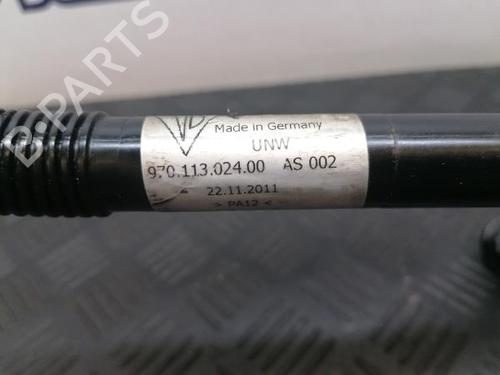 Made in Germany
UNW
970.113.024.00 AS 002
22.11.2011
> PA12 <
B-PARTS